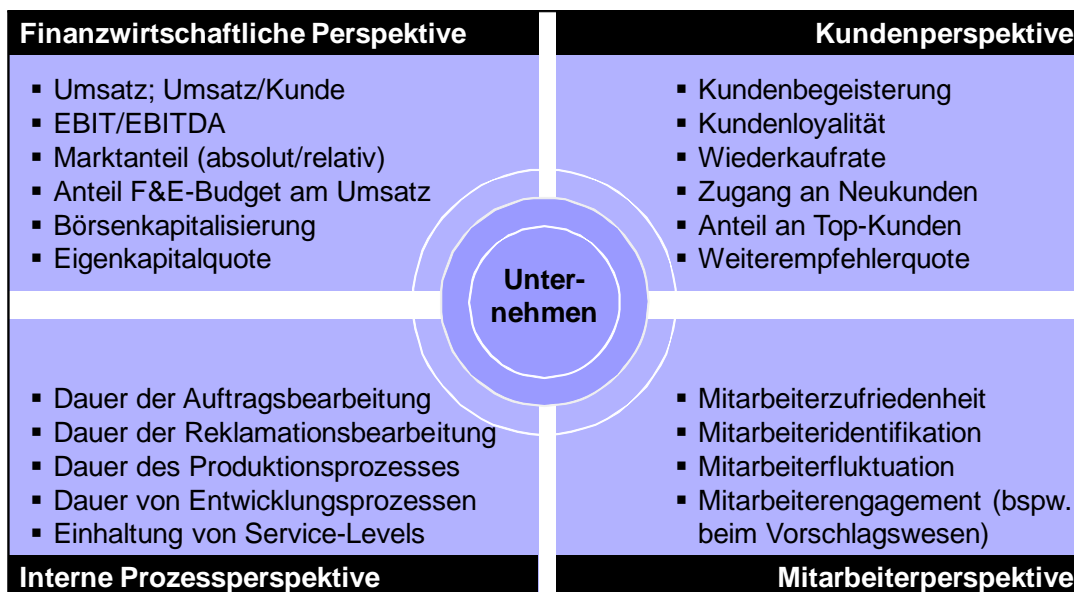 Finanzwirtschaftliche Perspektive
▪ Umsatz; Umsatz/Kunde
▪ EBIT/EBITDA
▪ Marktanteil (absolut/relativ)
▪ Anteil F&E-Budget am Umsatz
▪ Börsenkapitalisierung
▪ Eigenkapitalquote
Kundenperspektive
▪ Kundenbegeisterung
▪ Kundenloyalität
▪ Wiederkaufrate
▪ Zugang an Neukunden
▪ Anteil an Top-Kunden
▪ Weiterempfehlerquote
Unter-
nehmen
▪ Dauer der Auftragsbearbeitung
▪ Dauer der Reklamationsbearbeitung
▪ Dauer des Produktionsprozesses
▪ Dauer von Entwicklungsprozessen
▪ Einhaltung von Service-Levels
Interne Prozessperspektive
▪ Mitarbeiterzufriedenheit
▪ Mitarbeiteridentifikation
▪ Mitarbeiterfluktuation
▪ Mitarbeiterengagement (bspw.
beim Vorschlagswesen)
Mitarbeiterperspektive